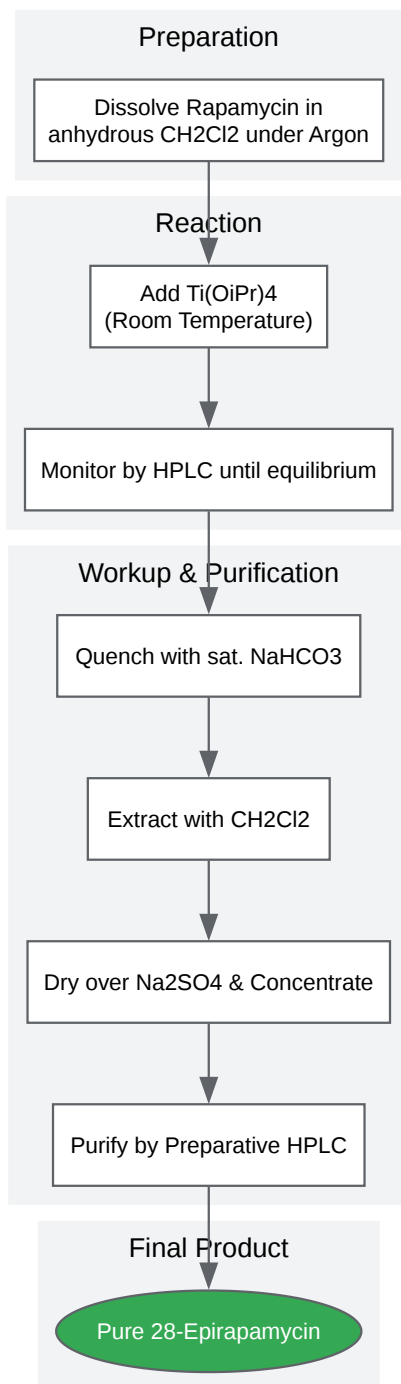 Preparation
Dissolve Rapamycin in
anhydrous CH2Cl2 under Argon
Reaction
Add Ti(OiPr)4
(Room Temperature)
Monitor by HPLC until equilibrium
Workup & Purification
Quench with sat. NaHCO3
Extract with CH2Cl2
Dry over Na2SO4 & Concentrate
Purify by Preparative HPLC
Final Product
Pure 28-Epirapamycin